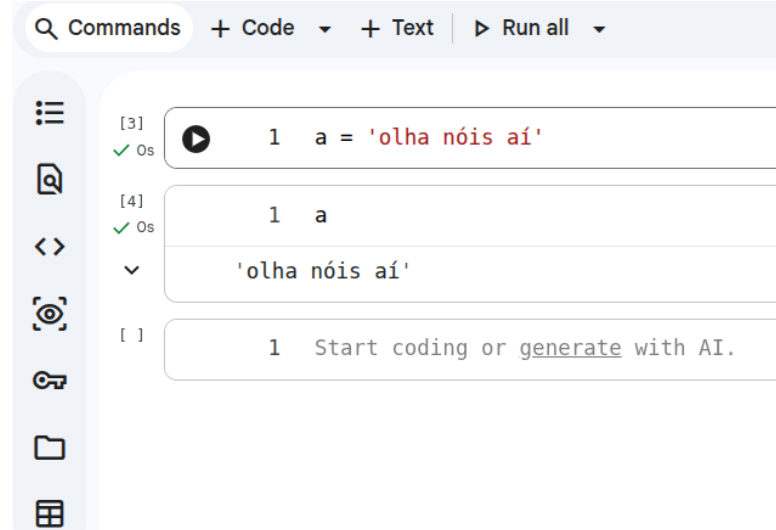 Commands + Code + Text Run all
[3] 1 a = 'olha nóis aí'
0s
[4] 1 a
0s
'olha nóis aí'
[ ] 1 Start coding or generate with AI.